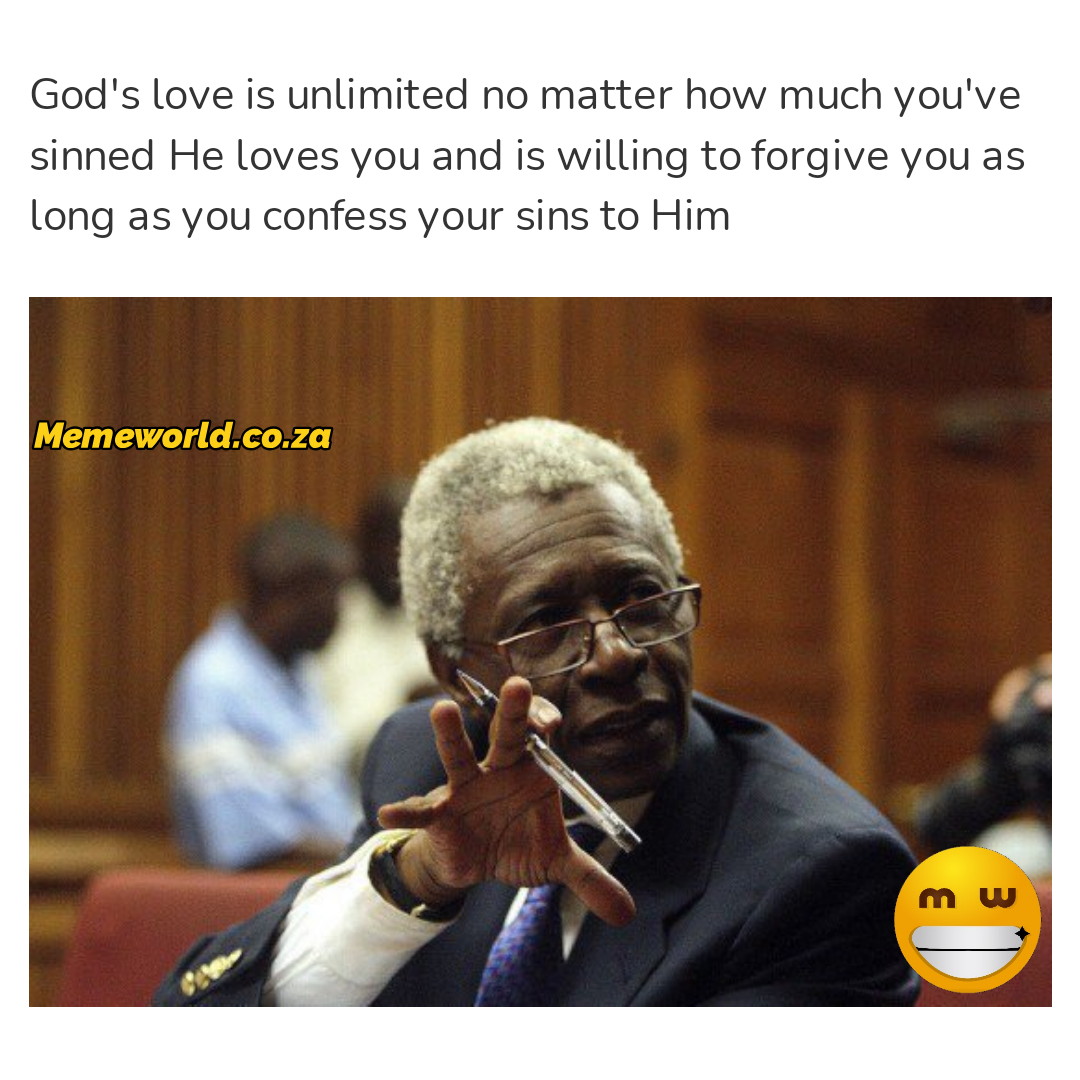 God's love is unlimited no matter how much you've
sinned He loves you and is willing to forgive you as
long as you confess your sins to Him
Memeworld.co.za
m w